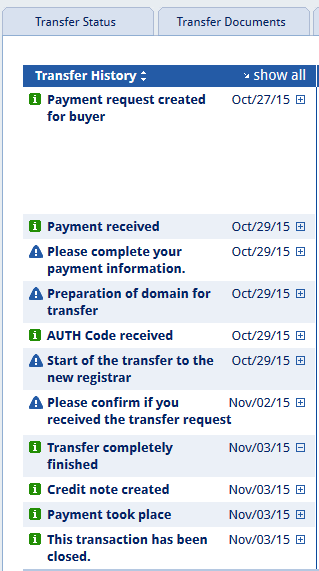 Transfer Status Transfer Documents
Transfer History show all
Payment request created Oct/27/15
for buyer
Payment received Oct/29/15
Please complete your Oct/29/15
payment information.
Preparation of domain for Oct/29/15
transfer
AUTH Code received Oct/29/15
Start of the transfer to the Oct/29/15
new registrar
Please confirm if you Nov/02/15
received the transfer request
Transfer completely Nov/03/15
finished
Credit note created Nov/03/15
Payment took place Nov/03/15
This transaction has been Nov/03/15
closed.